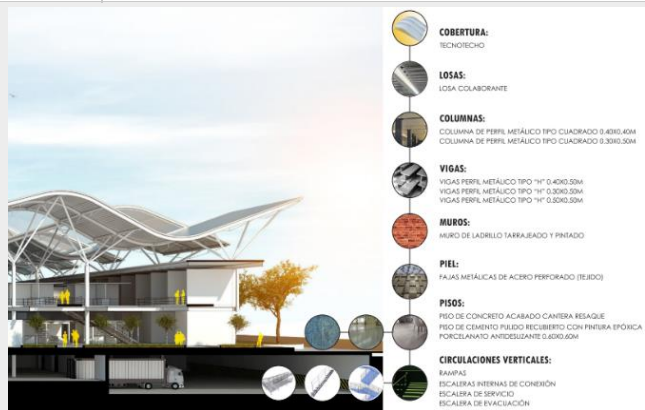 COBERTURA:
TECNOTECHO
LOSAS:
LOSA COLABORANTE
COLUMNAS:
COLUMNA DE PERFIL METÁLICO TIPO CUADRADO 0.40X0.40M
COLUMNA DE PERFIL METÁLICO TIPO CUADRADO 0.30X0.50M
VIGAS:
VIGAS PERFIL METÁLICO TIPO "H" 0.40X0.50M
VIGAS PERFIL METÁLICO TIPO "H" 0.30X0.50M
VIGAS PERFIL METÁLICO TIPO "H" 0.50X0.50M
MUROS:
MURO DE LADRILLO TARRAJEADO Y PINTADO
PIEL:
FAJAS METÁLICAS DE ACERO PERFORADO (TEJIDO)
PISOS:
PISO DE CONCRETO ACABADO CANTERA RESAQUE
PISO DE CEMENTO PULIDO RECUBIERTO CON PINTURA EPÓXICA
PORCELANATO ANTIDESLIZANTE 0.60X0.60M
CIRCULACIONES VERTICALES:
RAMPAS
ESCALERAS INTERNAS DE CONEXIÓN
ESCALERA DE SERVICIO
ESCALERA DE EVACUACIÓN